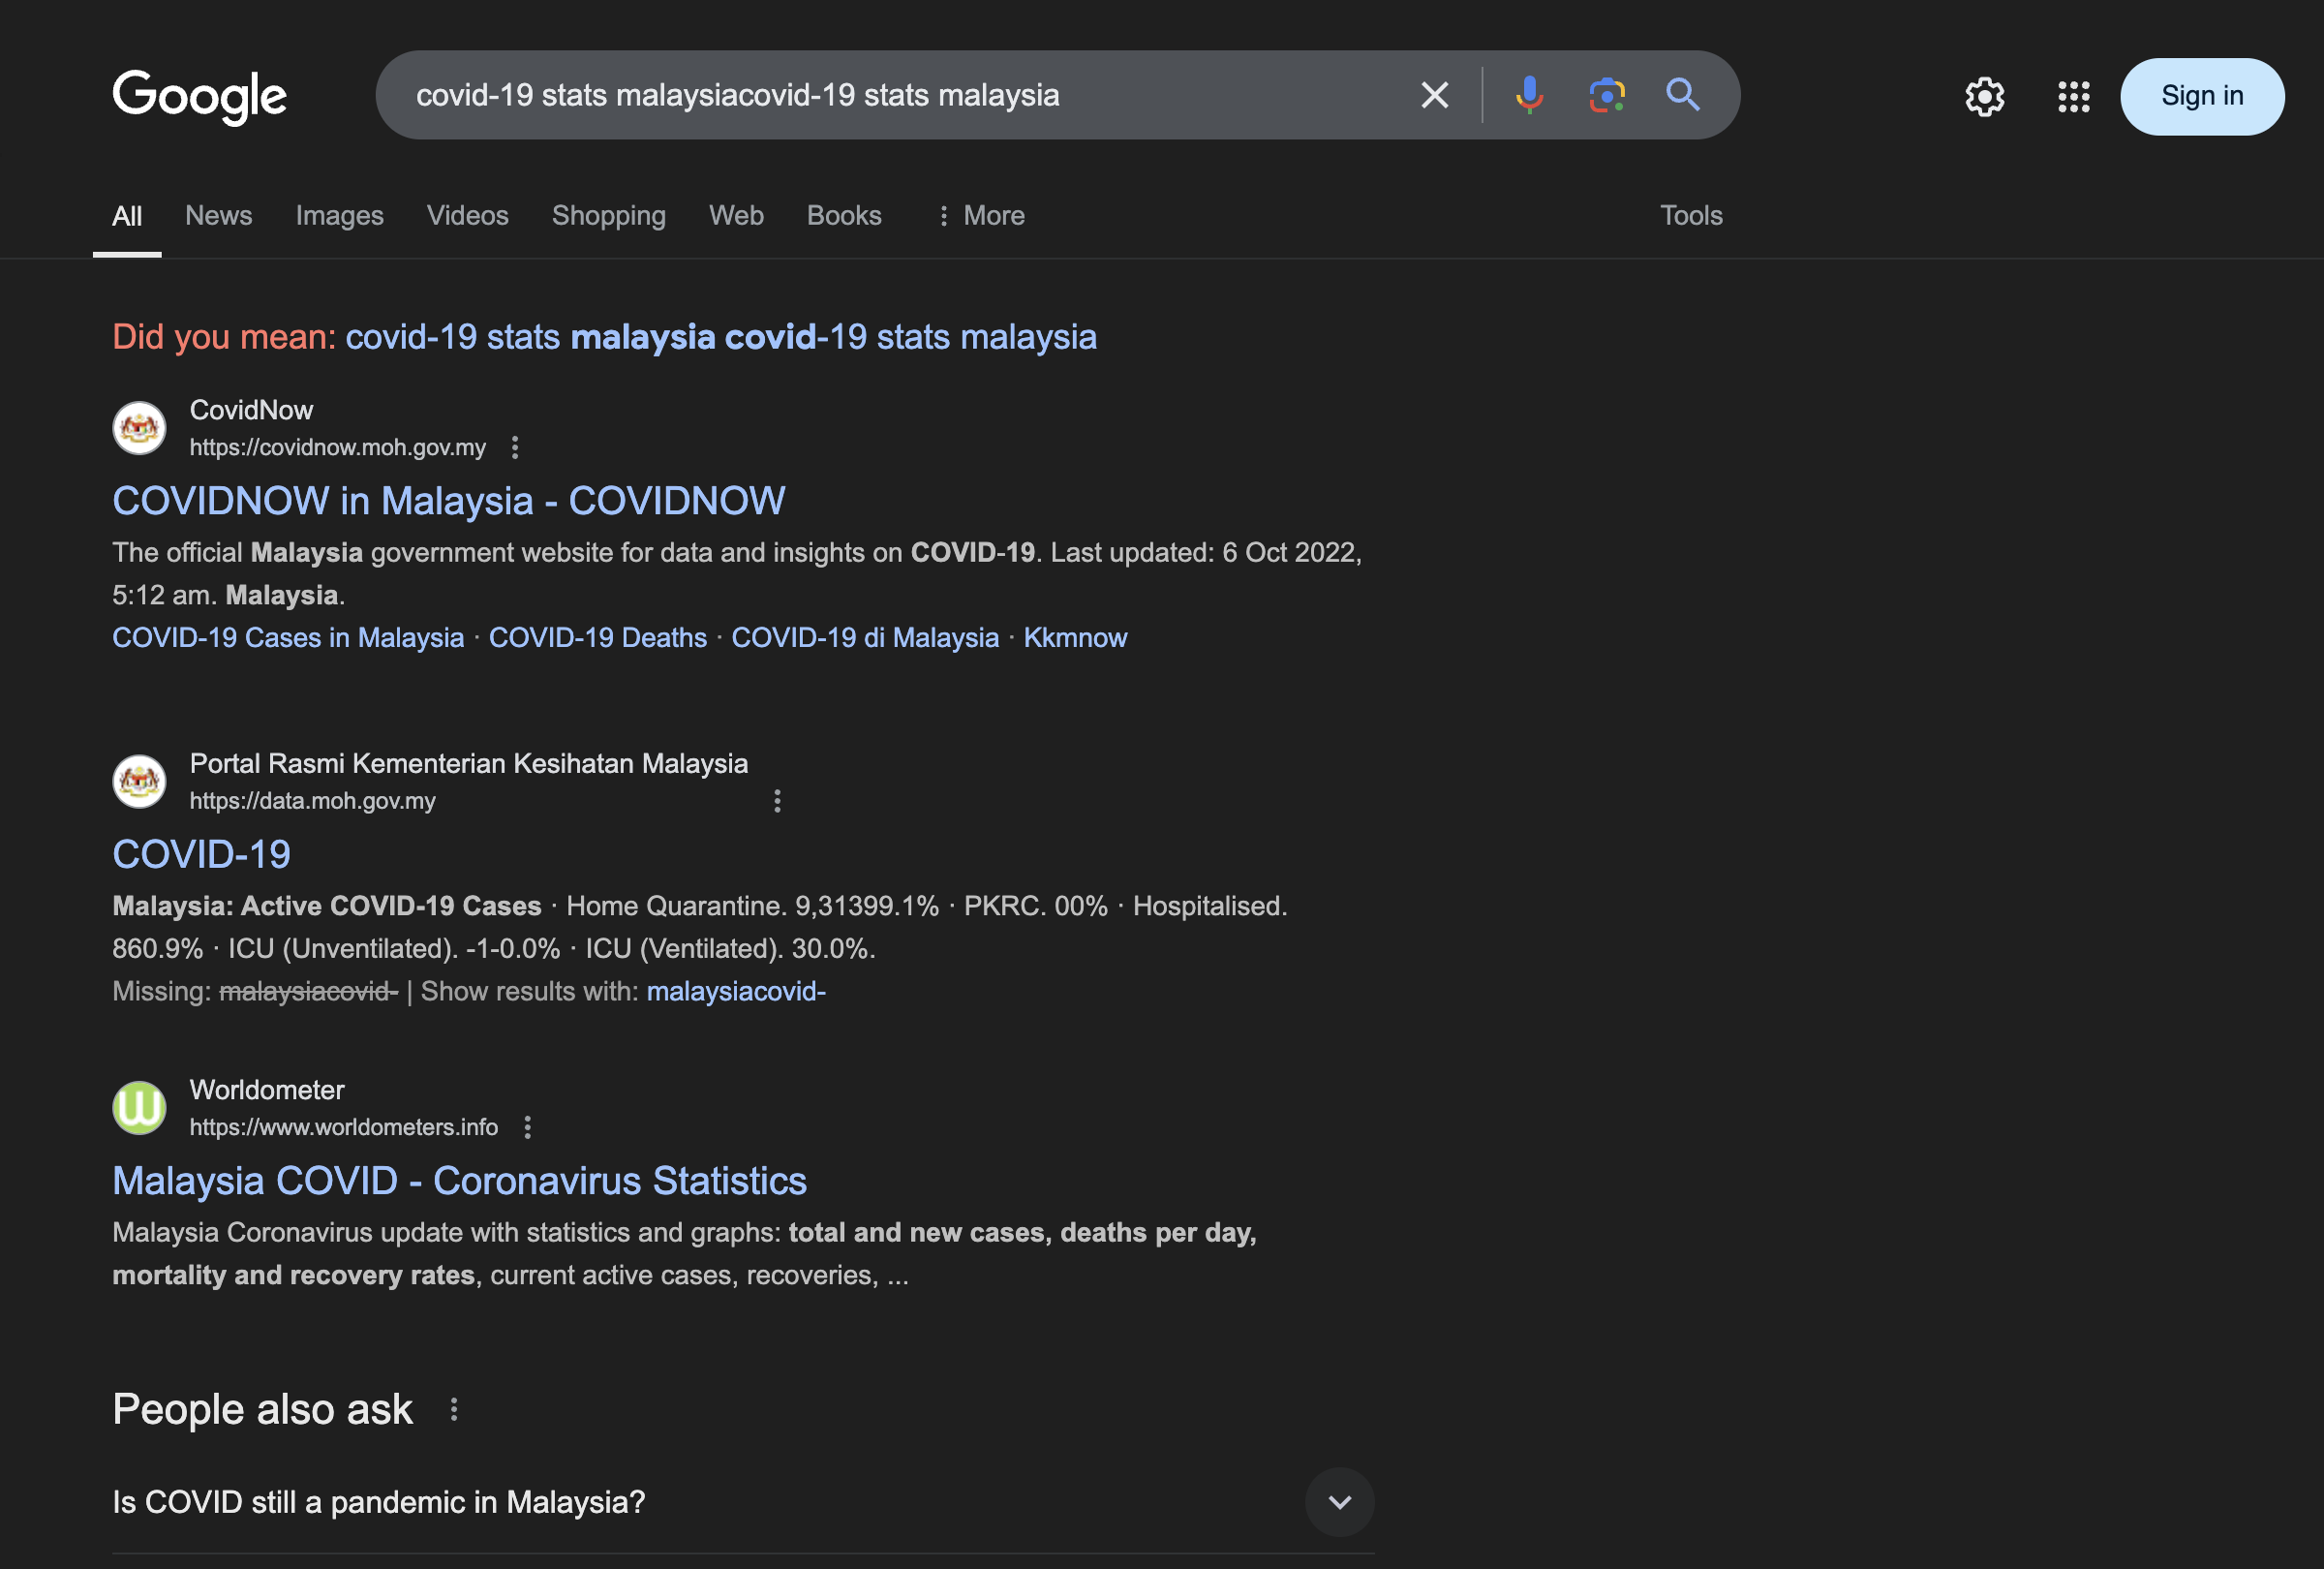 Google
covid-19 stats malaysiacovid-19 stats malaysia
Sign in
All News Images Videos Shopping Web Books More Tools
Did you mean: covid-19 stats malaysia covid-19 stats malaysia
CovidNow
https://covidnow.moh.gov.my
COVIDNOW in Malaysia - COVIDNOW
The official Malaysia government website for data and insights on COVID-19. Last updated: 6 Oct 2022,
5:12 am. Malaysia.
COVID-19 Cases in Malaysia · COVID-19 Deaths · COVID-19 di Malaysia · Kkmnow
Portal Rasmi Kementerian Kesihatan Malaysia
https://data.moh.gov.my
COVID-19
Malaysia: Active COVID-19 Cases · Home Quarantine. 9,31399.1% · PKRC. 00% · Hospitalised.
860.9% · ICU (Unventilated). -1-0.0% · ICU (Ventilated). 30.0%.
Missing: malaysiacovid- | Show results with: malaysiacovid-
Worldometer
https://www.worldometers.info
Malaysia COVID - Coronavirus Statistics
Malaysia Coronavirus update with statistics and graphs: total and new cases, deaths per day,
mortality and recovery rates, current active cases, recoveries, ...
People also ask
Is COVID still a pandemic in Malaysia?